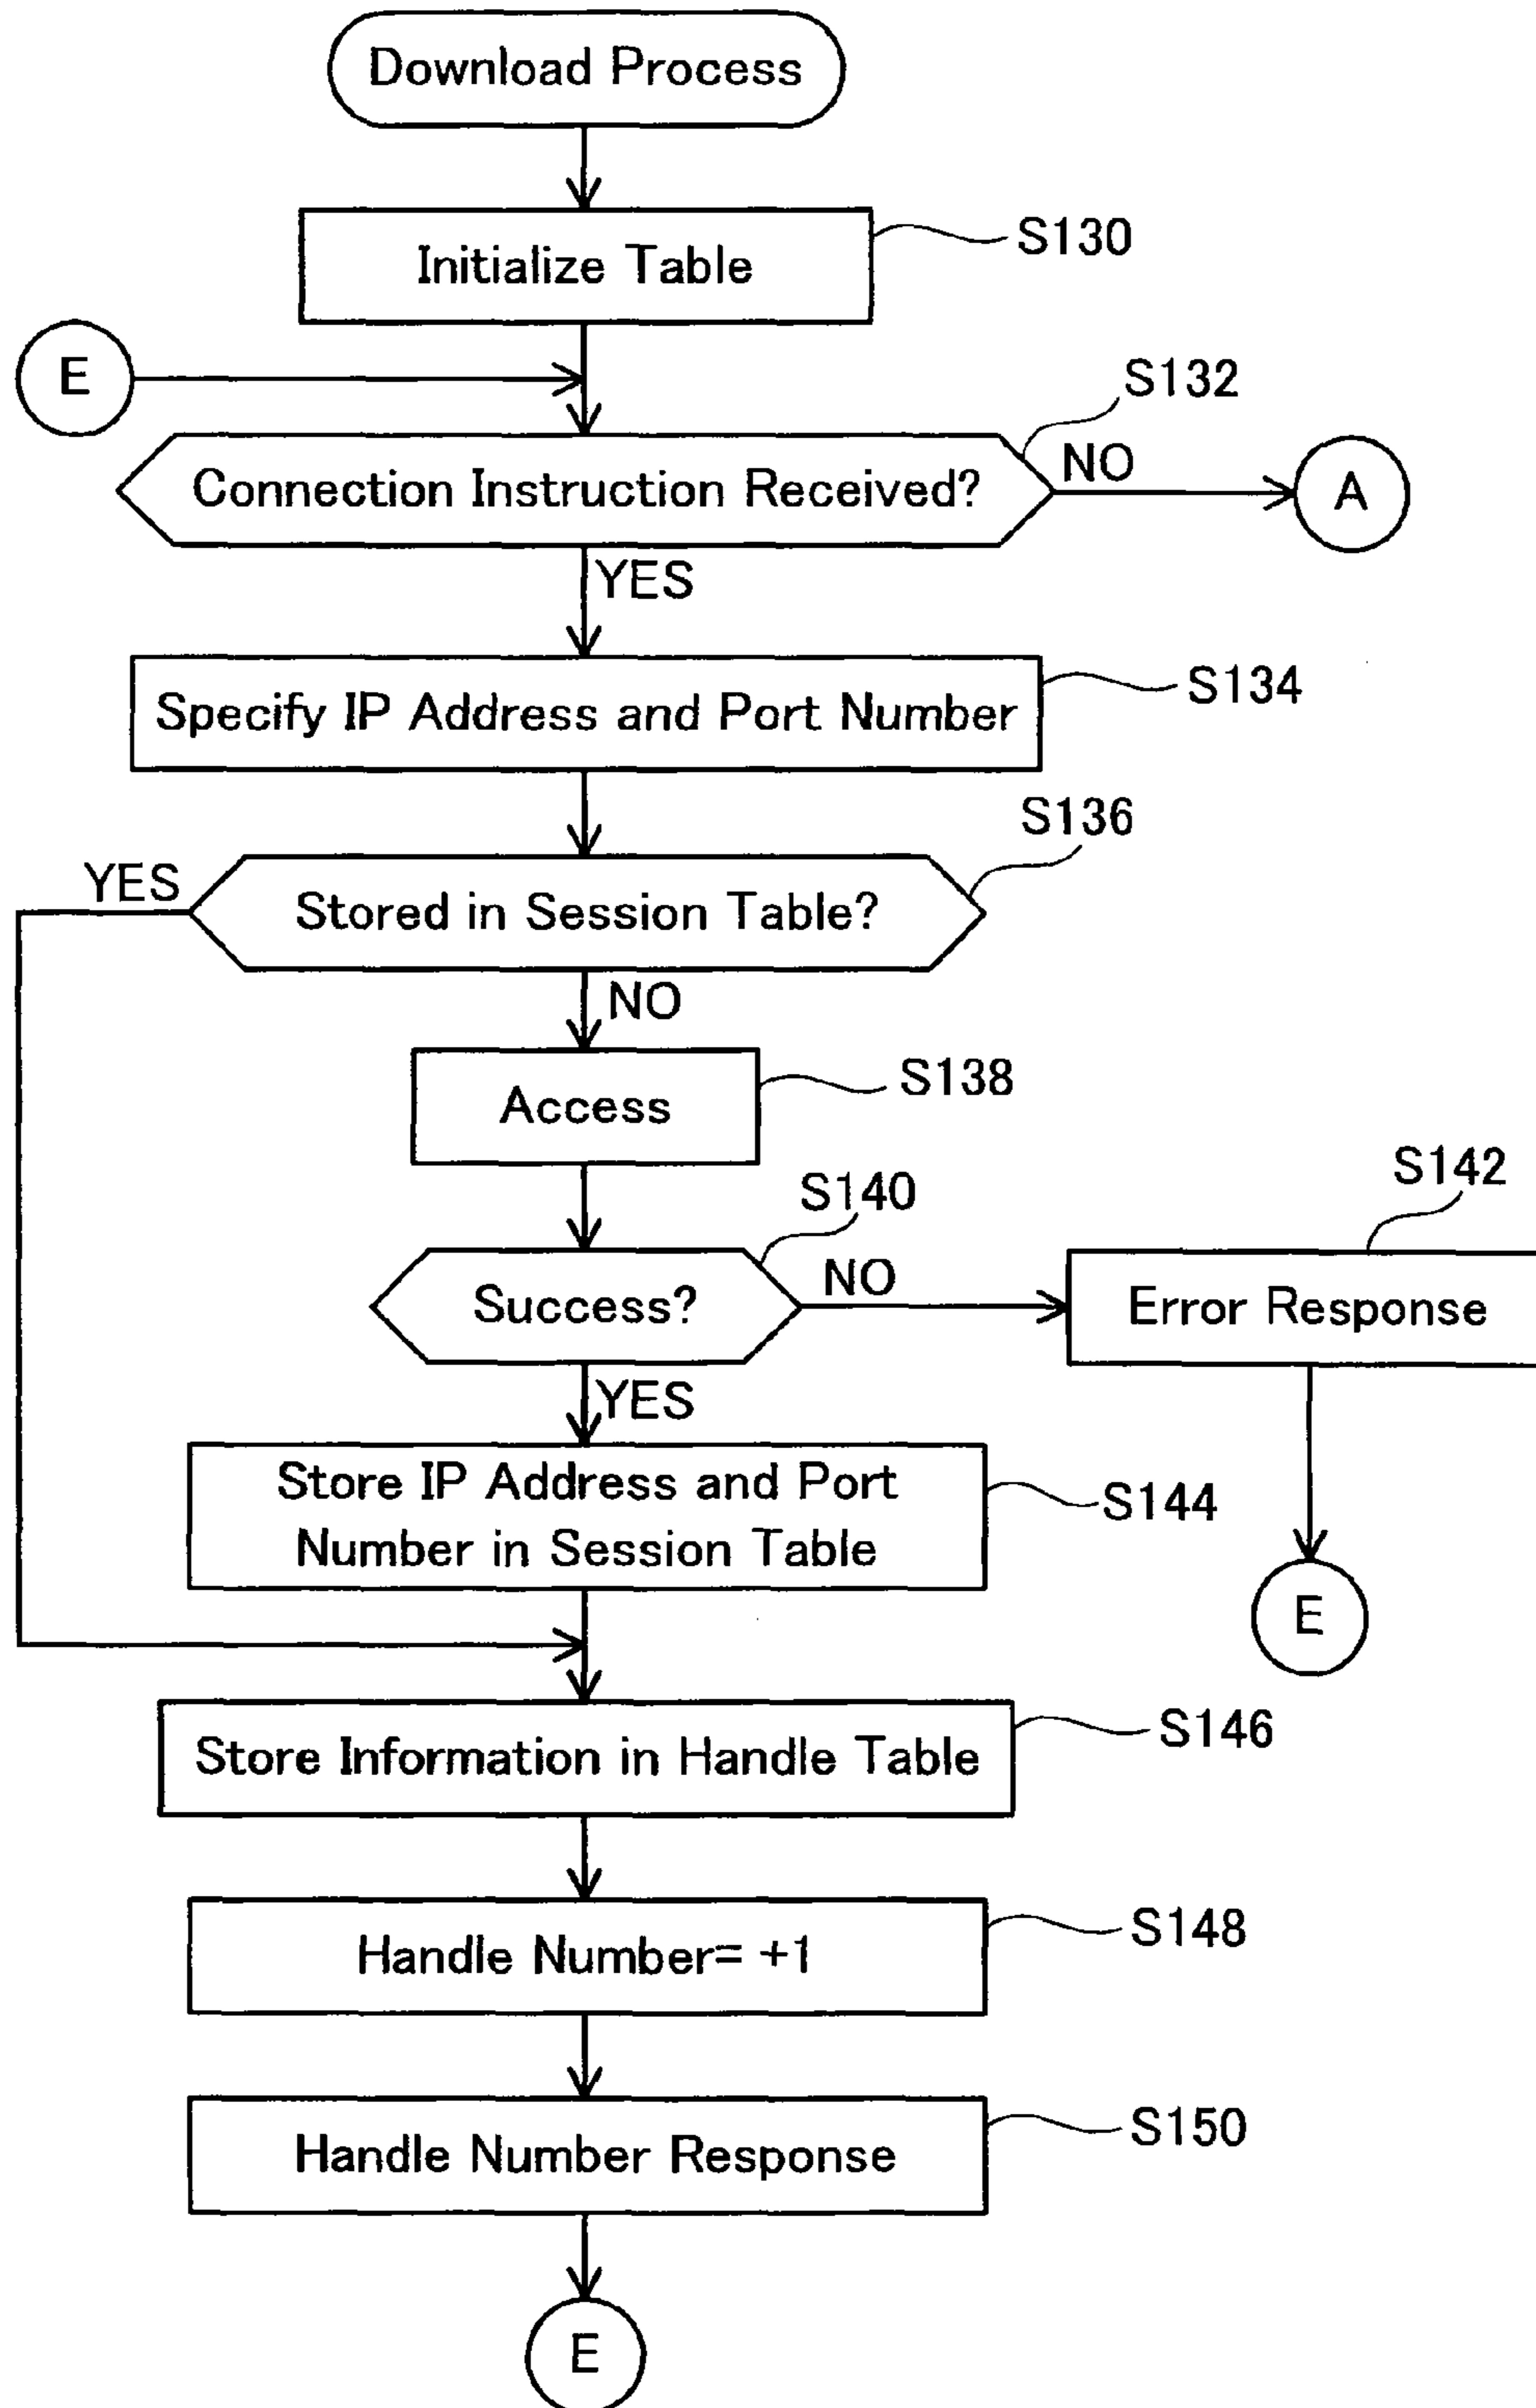 Download Process
Initialize Table
S130
E
S132
Connection Instruction Received?
NO
A
YES
Specify IP Address and Port Number
S134
S136
YES
Stored in Session Table?
NO
Access
S138
S140
S142
Success?
NO
Error Response
YES
Store IP Address and Port
Number in Session Table
S144
E
Store Information in Handle Table
S146
Handle Number= +1
S148
Handle Number Response
S150
E